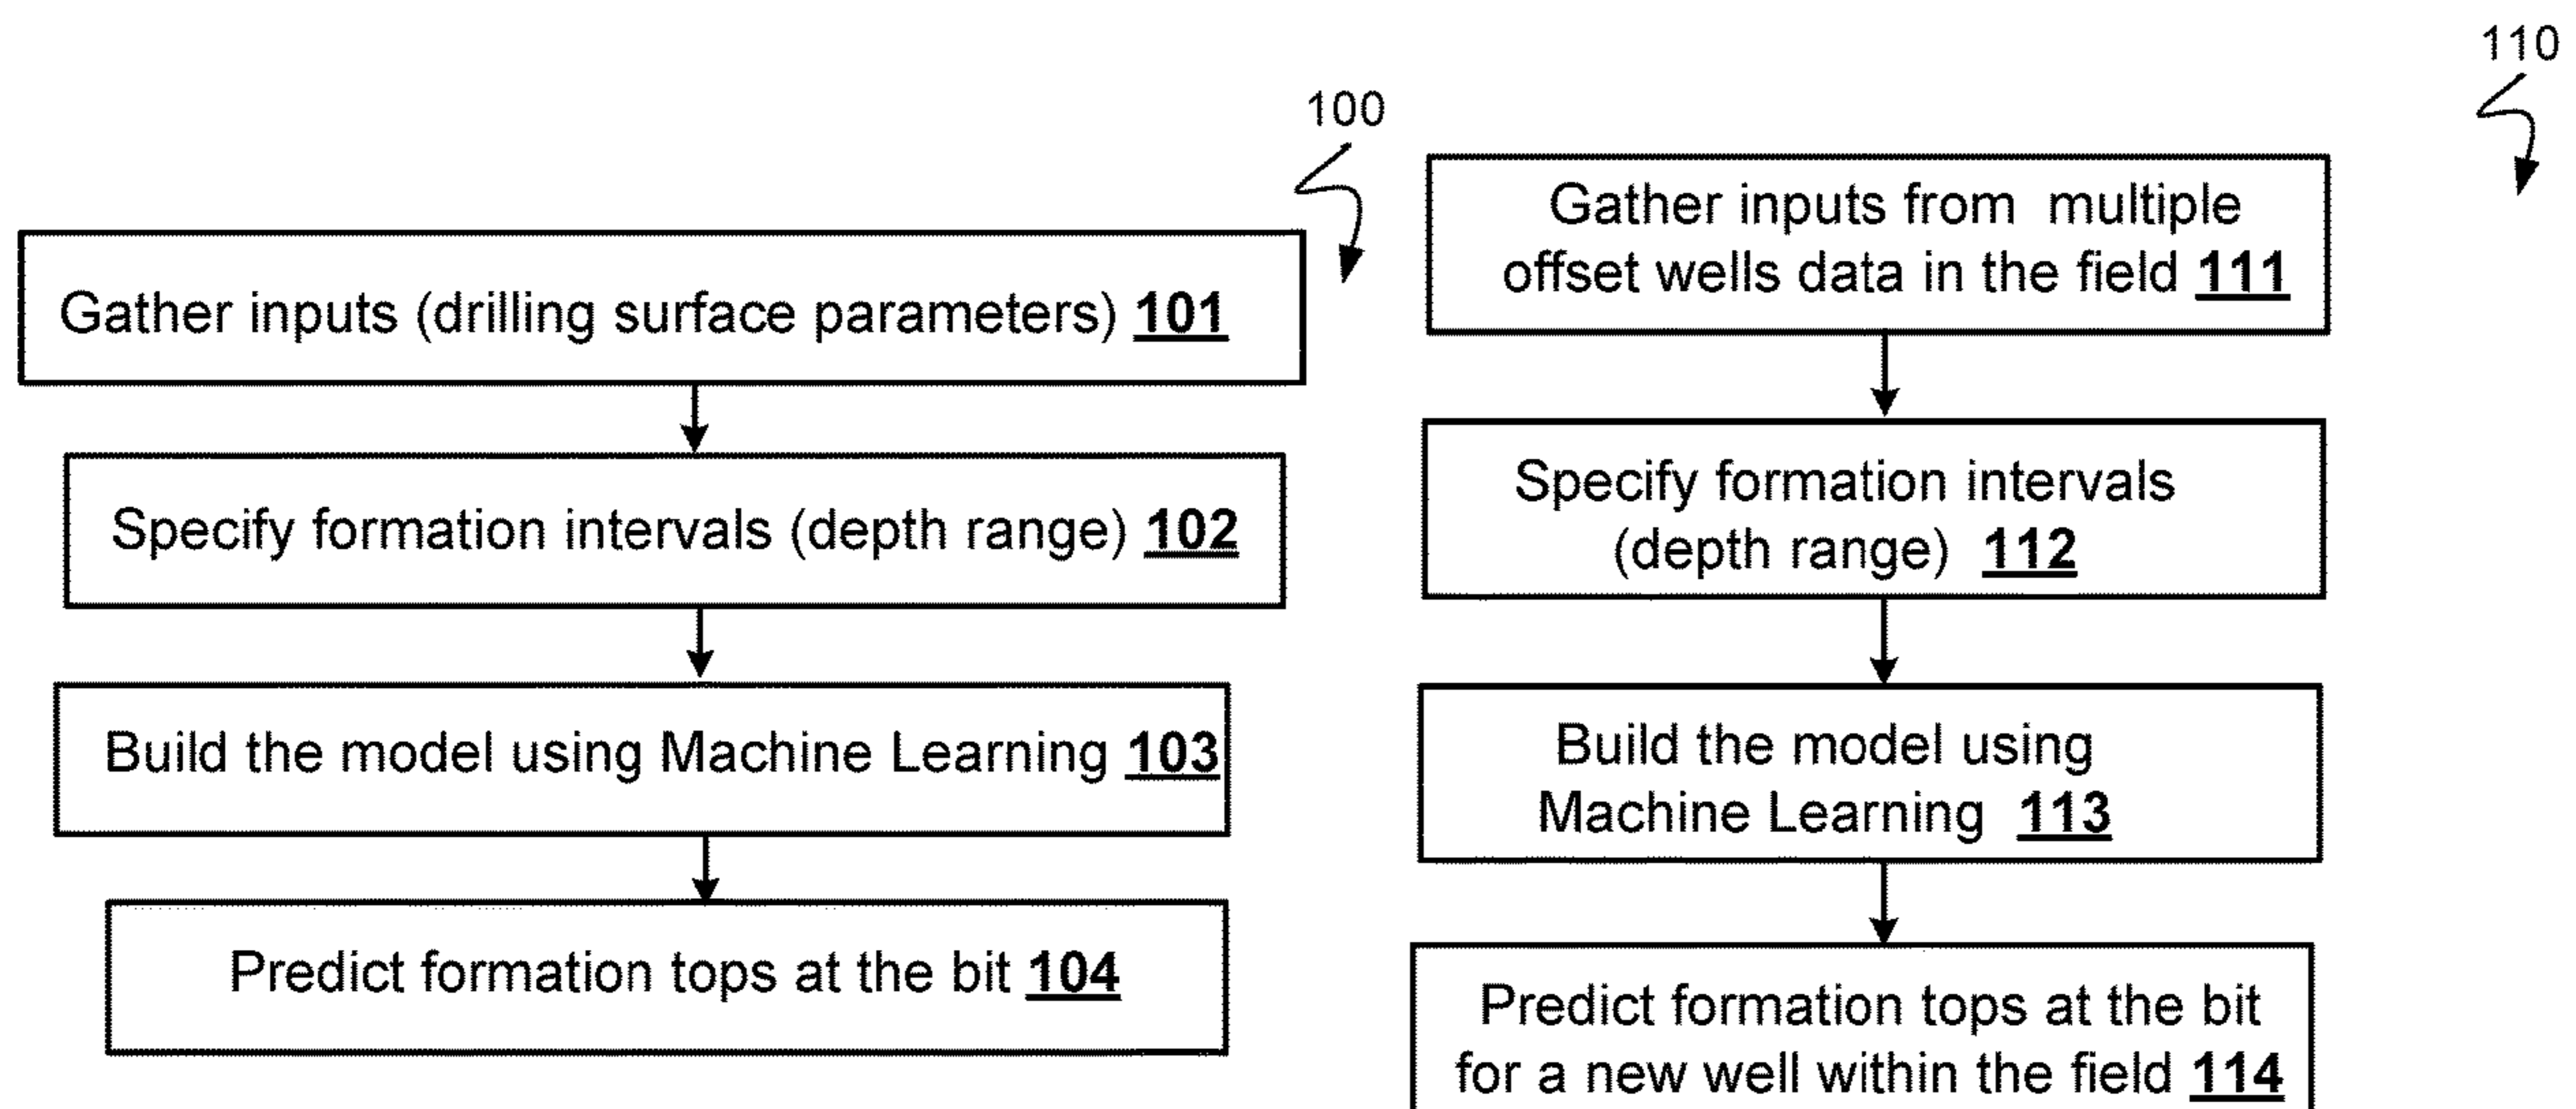 100
Gather inputs (drilling surface parameters) 101
Specify formation intervals (depth range) 102
Build the model using Machine Learning 103
Predict formation tops at the bit 104
110
Gather inputs from multiple
offset wells data in the field 111
Specify formation intervals
(depth range) 112
Build the model using
Machine Learning 113
Predict formation tops at the bit
for a new well within the field 114